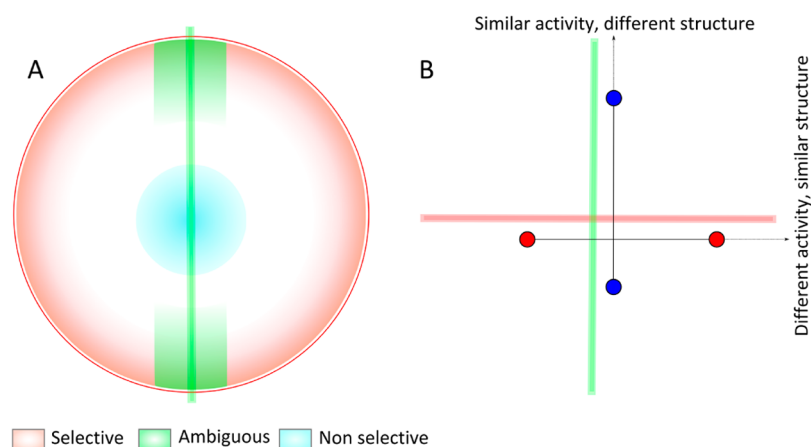 Similar activity, different structure
A
B
Different activity, similar structure
Selective
Ambiguous
Non selective